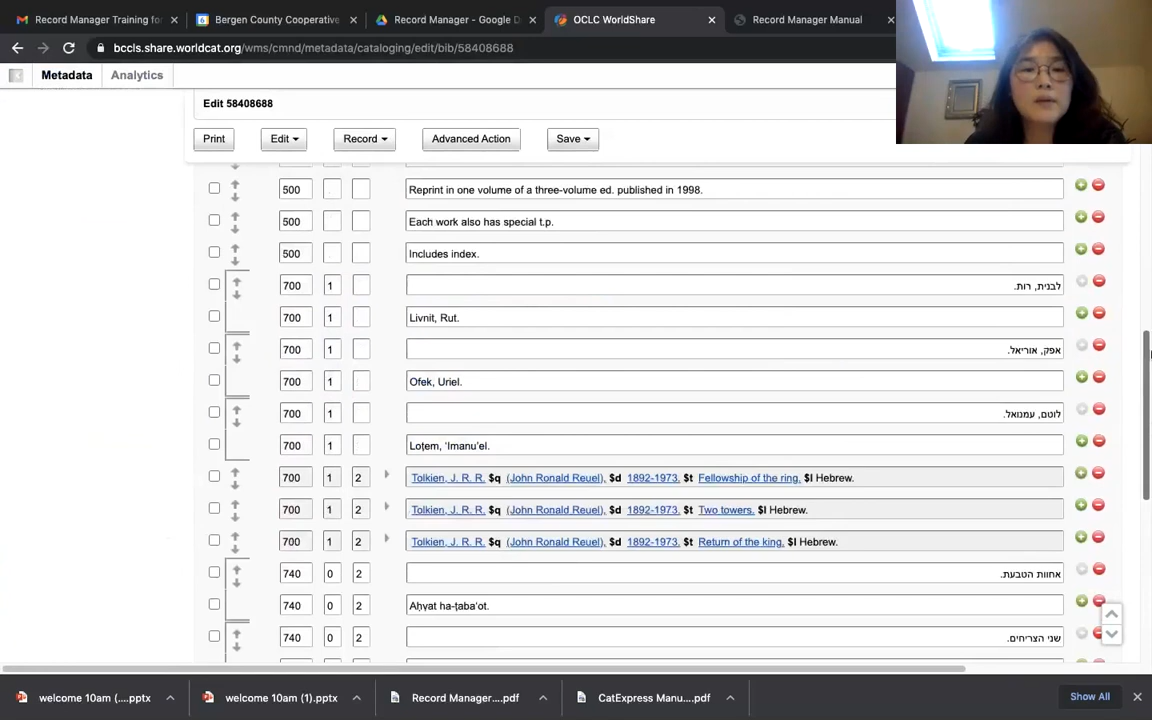 Record Manager Training for
Bergen County Cooperative
Record Manager - Google D
OCLC WorldShare
Record Manager Manual
bccls.share.worldcat.org/wms/cmnd/metadata/cataloging/edit/bib/58408688
Metadata
Analytics
Edit 58408688
Print
Edit
Record
Advanced Action
Save
500 Reprint in one volume of a three-volume ed. published in 1998.
500 Each work also has special t.p.
500 Includes index.
700 1 לבנית, רות.
700 1 Livnit, Rut.
700 1 אפק, אוריאל.
700 1 Ofek, Uriel.
700 1 לוטם, עמנואל.
700 1 Loṭem, ʻImanuʼel.
700 1 2 Tolkien, J. R. R. $q (John Ronald Reuel), $d 1892-1973. $t Fellowship of the ring. $l Hebrew.
700 1 2 Tolkien, J. R. R. $q (John Ronald Reuel), $d 1892-1973. $t Two towers. $l Hebrew.
700 1 2 Tolkien, J. R. R. $q (John Ronald Reuel), $d 1892-1973. $t Return of the king. $l Hebrew.
740 0 2 אחוות הטבעת.
740 0 2 Aḥṿat ha-ṭabaʻot.
740 0 2 שני הצריחים.
welcome 10am (....pptx
welcome 10am (1).pptx
Record Manager....pdf
CatExpress Manu....pdf
Show All